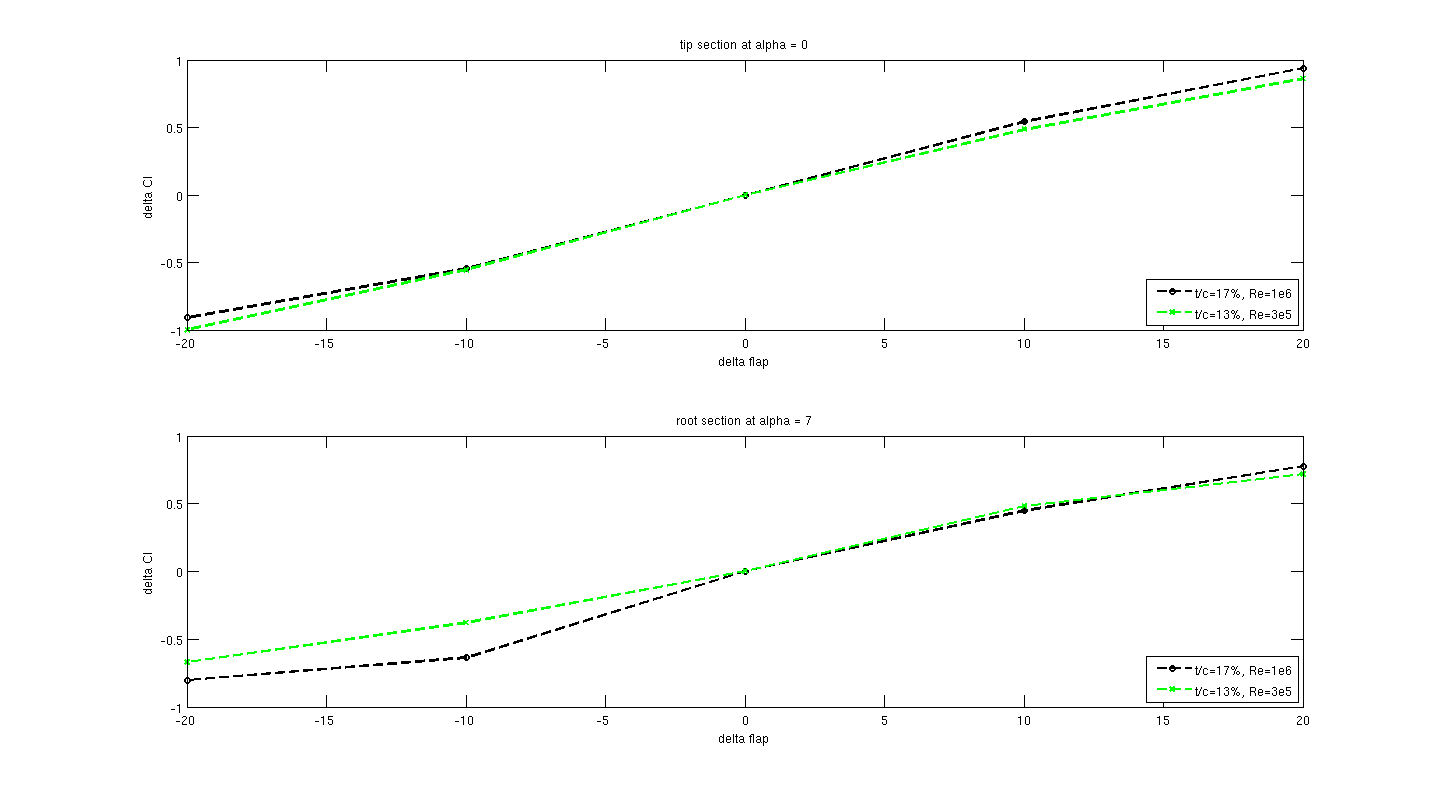 tip section at alpha = 0
1
0.5
0
-0.5
-1
delta Cl
-20 -15 -10 -5 0 5 10 15 20
delta flap
t/c=17%, Re=1e6
t/c=13%, Re=3e5
root section at alpha = 7
1
0.5
0
-0.5
-1
delta Cl
-20 -15 -10 -5 0 5 10 15 20
delta flap
t/c=17%, Re=1e6
t/c=13%, Re=3e5